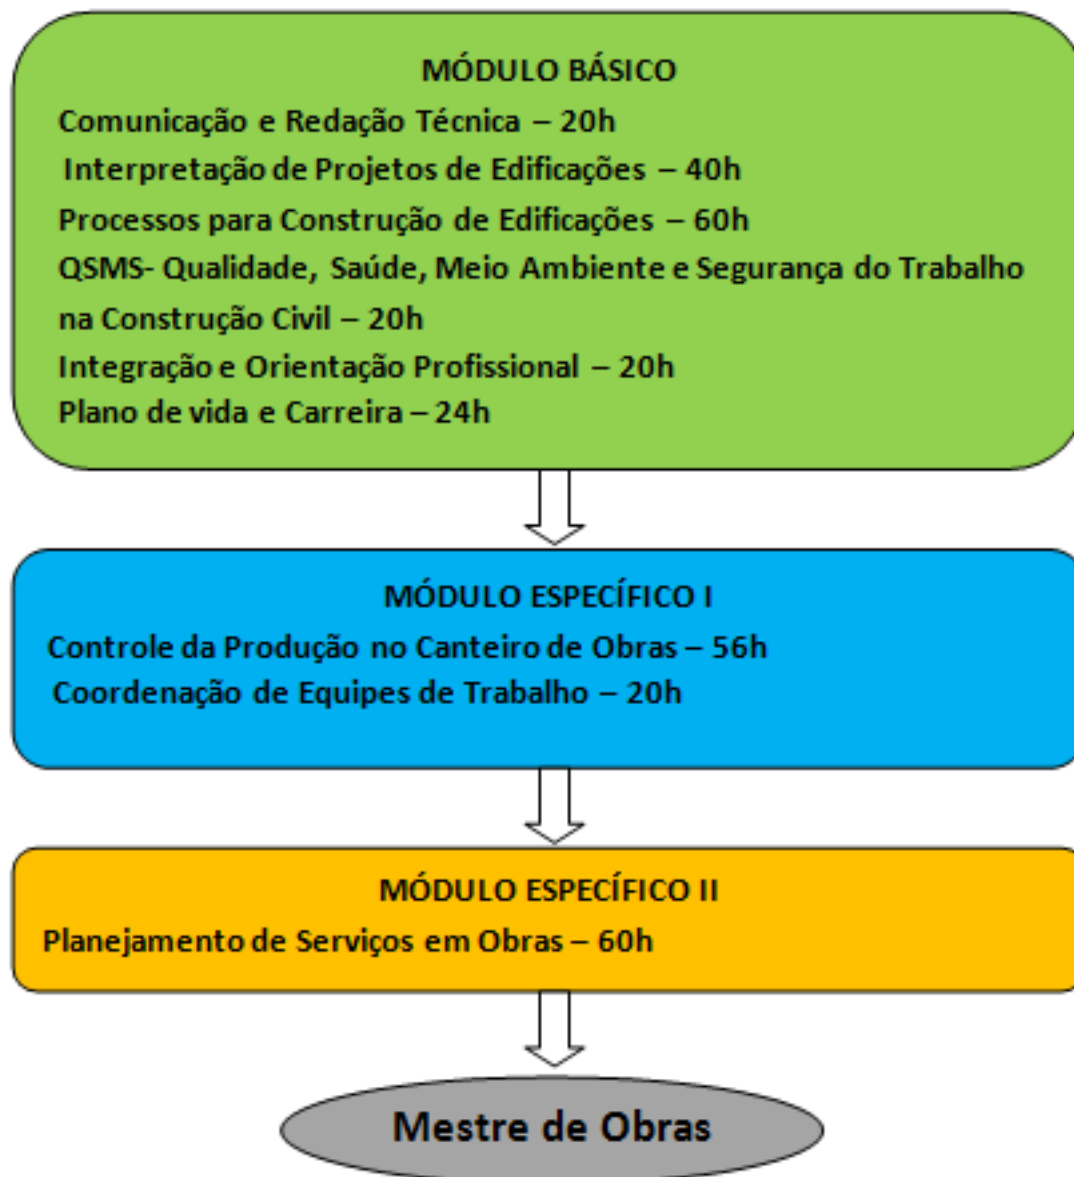 MÓDULO BÁSICO
Comunicação e Redação Técnica – 20h
Interpretação de Projetos de Edificações – 40h
Processos para Construção de Edificações – 60h
QSMS- Qualidade, Saúde, Meio Ambiente e Segurança do Trabalho
na Construção Civil – 20h
Integração e Orientação Profissional – 20h
Plano de vida e Carreira – 24h
MÓDULO ESPECÍFICO I
Controle da Produção no Canteiro de Obras – 56h
Coordenação de Equipes de Trabalho – 20h
MÓDULO ESPECÍFICO II
Planejamento de Serviços em Obras – 60h
Mestre de Obras